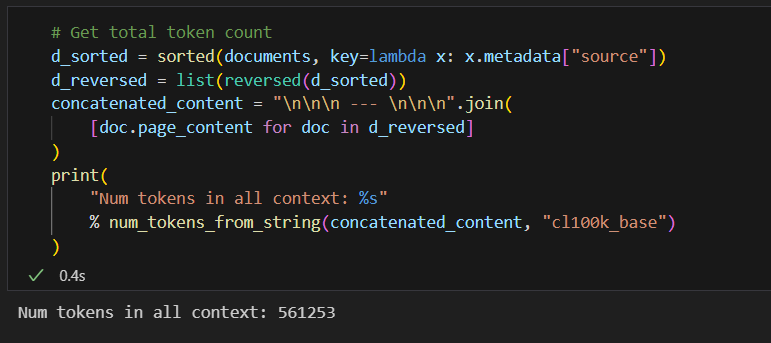 # Get total token count
d_sorted = sorted(documents, key=lambda x: x.metadata["source"])
d_reversed = list(reversed(d_sorted))
concatenated_content = "\n\n\n --- \n\n\n".join(
    [doc.page_content for doc in d_reversed]
)
print(
    "Num tokens in all context: %s"
    % num_tokens_from_string(concatenated_content, "cl100k_base")
)
0.4s
Num tokens in all context: 561253